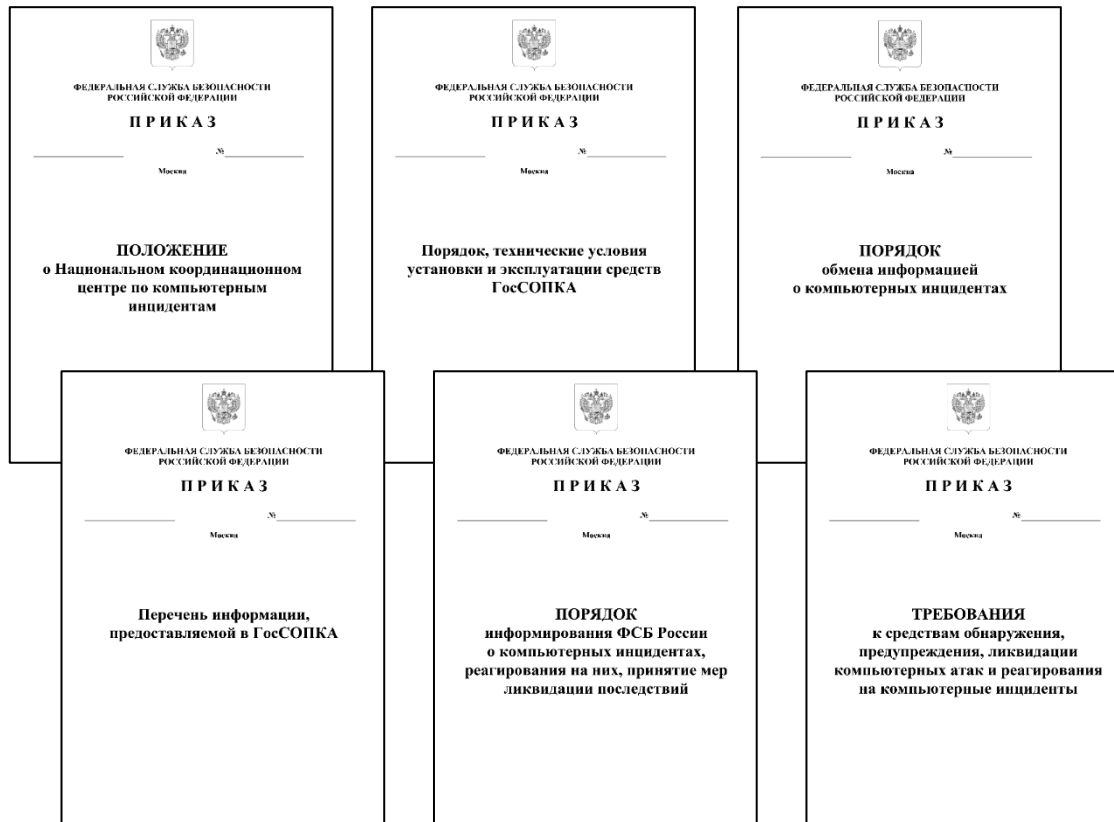 ФЕДЕРАЛЬНАЯ СЛУЖБА БЕЗОПАСНОСТИ
РОССИЙСКОЙ ФЕДЕРАЦИИ
П Р И К А З
№
Москва
ПОЛОЖЕНИЕ
о Национальном координационном
центре по компьютерным
инцидентам
ФЕДЕРАЛЬНАЯ СЛУЖБА БЕЗОПАСНОСТИ
РОССИЙСКОЙ ФЕДЕРАЦИИ
П Р И К А З
№
Москва
Порядок, технические условия
установки и эксплуатации средств
ГосСОПКА
ФЕДЕРАЛЬНАЯ СЛУЖБА БЕЗОПАСНОСТИ
РОССИЙСКОЙ ФЕДЕРАЦИИ
П Р И К А З
№
Москва
ПОРЯДОК
обмена информацией
о компьютерных инцидентах
ФЕДЕРАЛЬНАЯ СЛУЖБА БЕЗОПАСНОСТИ
РОССИЙСКОЙ ФЕДЕРАЦИИ
П Р И К А З
№
Москва
Перечень информации,
предоставляемой в ГосСОПКА
ФЕДЕРАЛЬНАЯ СЛУЖБА БЕЗОПАСНОСТИ
РОССИЙСКОЙ ФЕДЕРАЦИИ
П Р И К А З
№
Москва
ПОРЯДОК
информирования ФСБ России
о компьютерных инцидентах,
реагирования на них, принятие мер
ликвидации последствий
ФЕДЕРАЛЬНАЯ СЛУЖБА БЕЗОПАСНОСТИ
РОССИЙСКОЙ ФЕДЕРАЦИИ
П Р И К А З
№
Москва
ТРЕБОВАНИЯ
к средствам обнаружения,
предупреждения, ликвидации
компьютерных атак и реагирования
на компьютерные инциденты